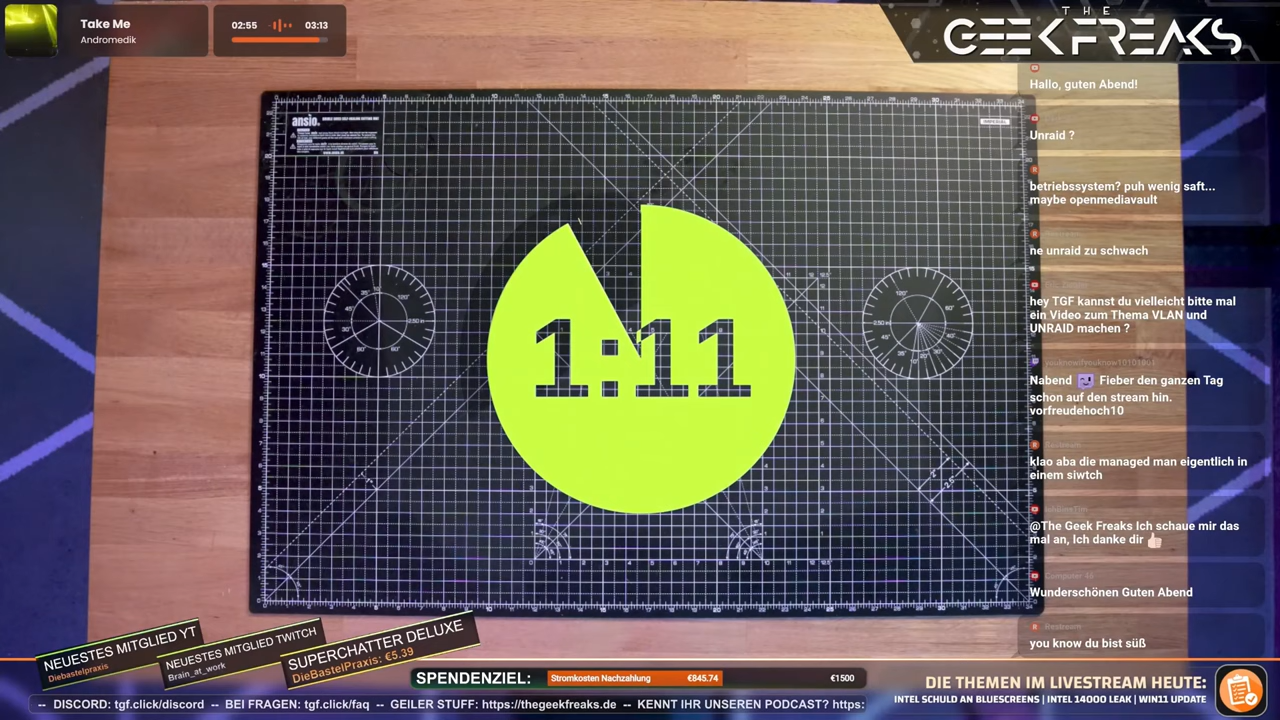 Take Me
Andromedik
02:55
03:13
THE
GEEKFREAKS
Hallo, guten Abend!
Unraid ?
betriebssystem? puh wenig saft...
maybe openmediavault
ne unraid zu schwach
hey TGF kannst du vielleicht bitte mal
ein Video zum Thema VLAN und
UNRAID machen ?
Nabend Fieber den ganzen Tag
schon auf den stream hin.
vorfreudehoch10
Restream
klao aba die managed man eigentlich in
einem siwtch
@The Geek Freaks Ich schaue mir das
mal an, Ich danke dir 👍🏻
Computer 46
Wunderschönen Guten Abend
Restream
you know du bist süß
ansio.
1:11
NEUESTES MITGLIED YT
Diebastelpraxis
NEUESTES MITGLIED TWITCH
Brain_at_work
SUPERCHATTER DELUXE
DieBastelPraxis: €5.39
SPENDENZIEL:
Stromkosten Nachzahlung
€845.74
€1500
DIE THEMEN IM LIVESTREAM HEUTE:
INTEL SCHULD AN BLUESCREENS | INTEL 14000 LEAK | WIN11 UPDATE
-- DISCORD: tgf.click/discord -- BEI FRAGEN: tgf.click/faq -- GEILER STUFF: https://thegeekfreaks.de -- KENNT IHR UNSEREN PODCAST? https: